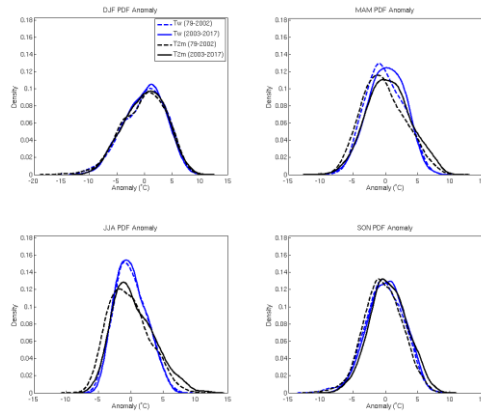 DJF PDF Anomaly
Tw (79-2002)
Tw (2003-2017)
T2m (79-2002)
T2m (2003-2017)
0.18
0.16
0.14
0.12
0.1
0.08
0.06
0.04
0.02
0
Density
-20 -15 -10 -5 0 5 10 15
Anomaly (°C)
MAM PDF Anomaly
0.18
0.16
0.14
0.12
0.1
0.08
0.06
0.04
0.02
0
Density
-15 -10 -5 0 5 10 15
Anomaly (°C)
JJA PDF Anomaly
0.18
0.16
0.14
0.12
0.1
0.08
0.06
0.04
0.02
0
Density
-15 -10 -5 0 5 10 15
Anomaly (°C)
SON PDF Anomaly
0.18
0.16
0.14
0.12
0.1
0.08
0.06
0.04
0.02
0
Density
-15 -10 -5 0 5 10 15
Anomaly (°C)